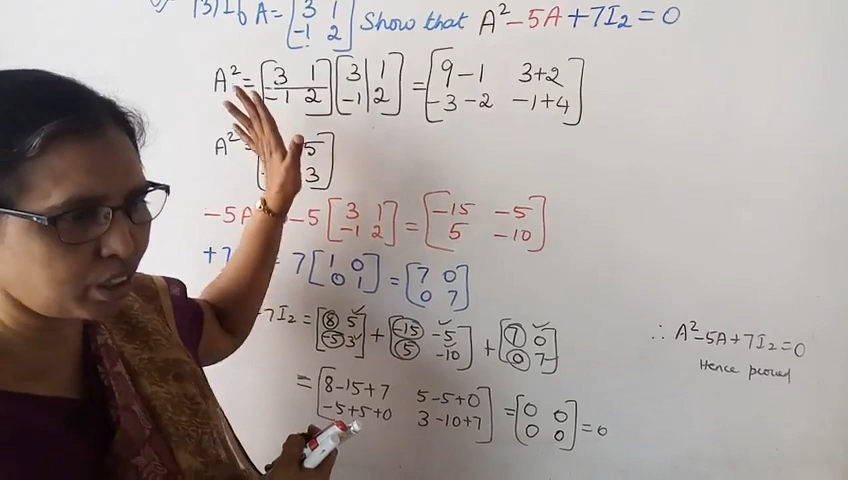 13) If A = [3 1; -1 2] Show that A² - 5A + 7I₂ = 0
A² = [3 1; -1 2] [3 1; -1 2] = [9-1 3+2; -3-2 -1+4]
A² = [5; 3]
-5A -5 [3 1; -1 2] = [-15 -5; 5 -10]
+7 = 7 [1 0; 0 1] = [7 0; 0 7]
7I₂ = [8 5; -5 3] + [-15 -5; 5 -10] + [7 0; 0 7]
= [8-15+7 5-5+0; -5+5+0 3-10+7] = [0 0; 0 0] = 0
∴ A² - 5A + 7I₂ = 0
Hence proved